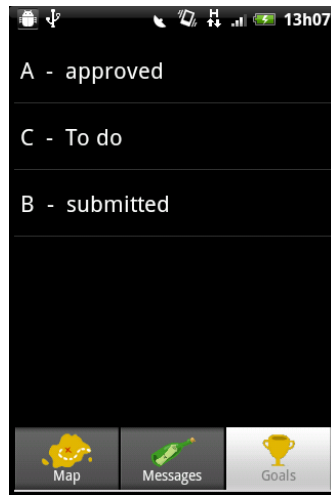 H
13h07
A - approved
C - To do
B - submitted
Map
Messages
Goals